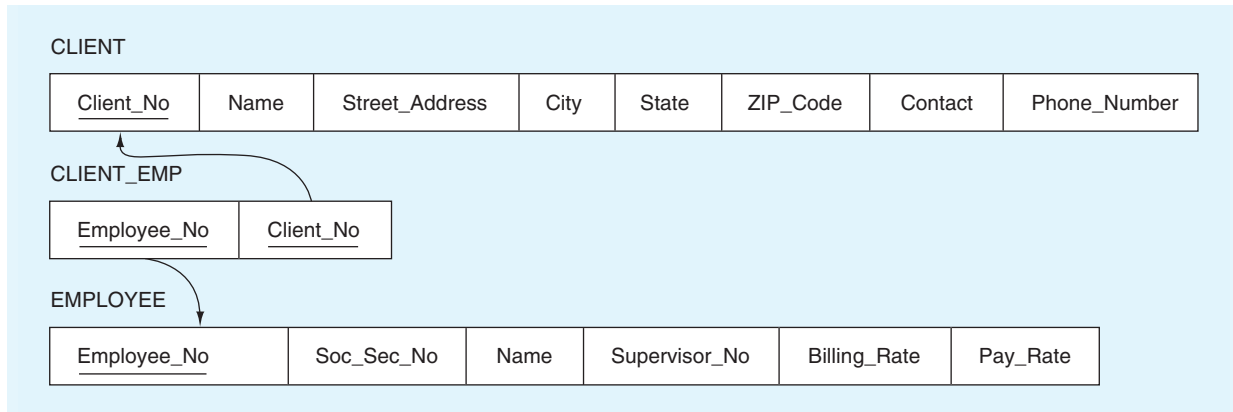 CLIENT
Client_No Name Street_Address City State ZIP_Code Contact Phone_Number
CLIENT_EMP
Employee_No Client_No
EMPLOYEE
Employee_No Soc_Sec_No Name Supervisor_No Billing_Rate Pay_Rate